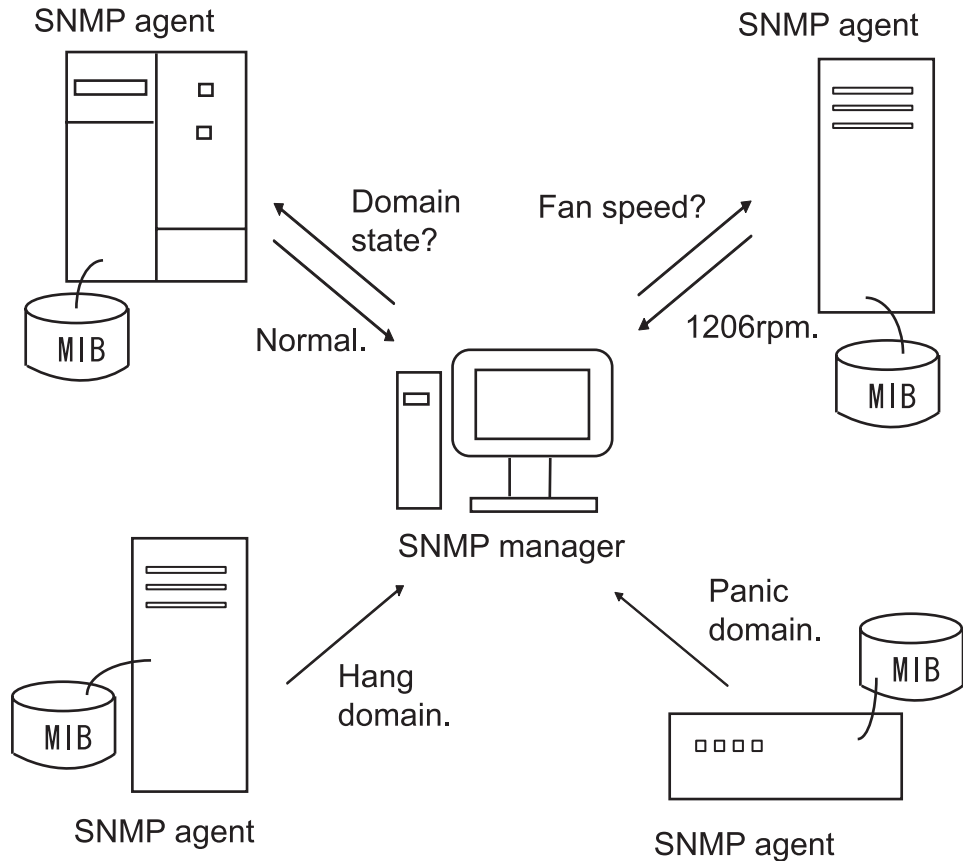 SNMP agent
SNMP agent
Domain
state?
Fan speed?
Normal.
1206rpm.
MIB
MIB
SNMP manager
Panic
domain.
Hang
domain.
MIB
MIB
SNMP agent
SNMP agent